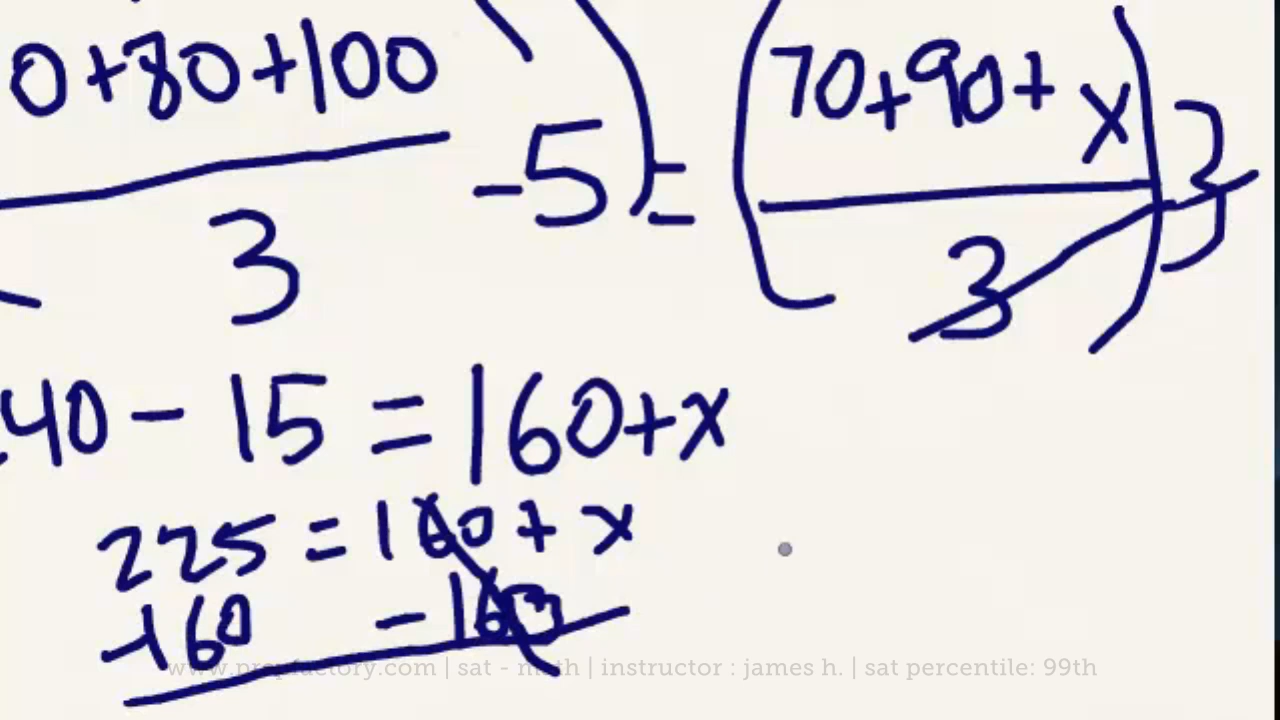 0+80+100
3
-5
=
70+90+x
3
3
40 - 15 = 160+x
225 = 160 + x
-160 -160
www.prepfactory.com | sat - math | instructor : james h. | sat percentile: 99th